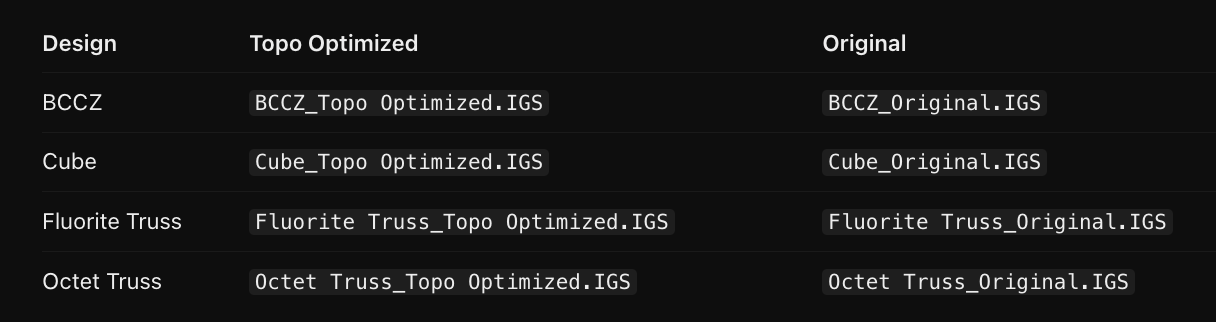 Design Topo Optimized Original
BCCZ BCCZ_Topo Optimized.IGS BCCZ_Original.IGS
Cube Cube_Topo Optimized.IGS Cube_Original.IGS
Fluorite Truss Fluorite Truss_Topo Optimized.IGS Fluorite Truss_Original.IGS
Octet Truss Octet Truss_Topo Optimized.IGS Octet Truss_Original.IGS